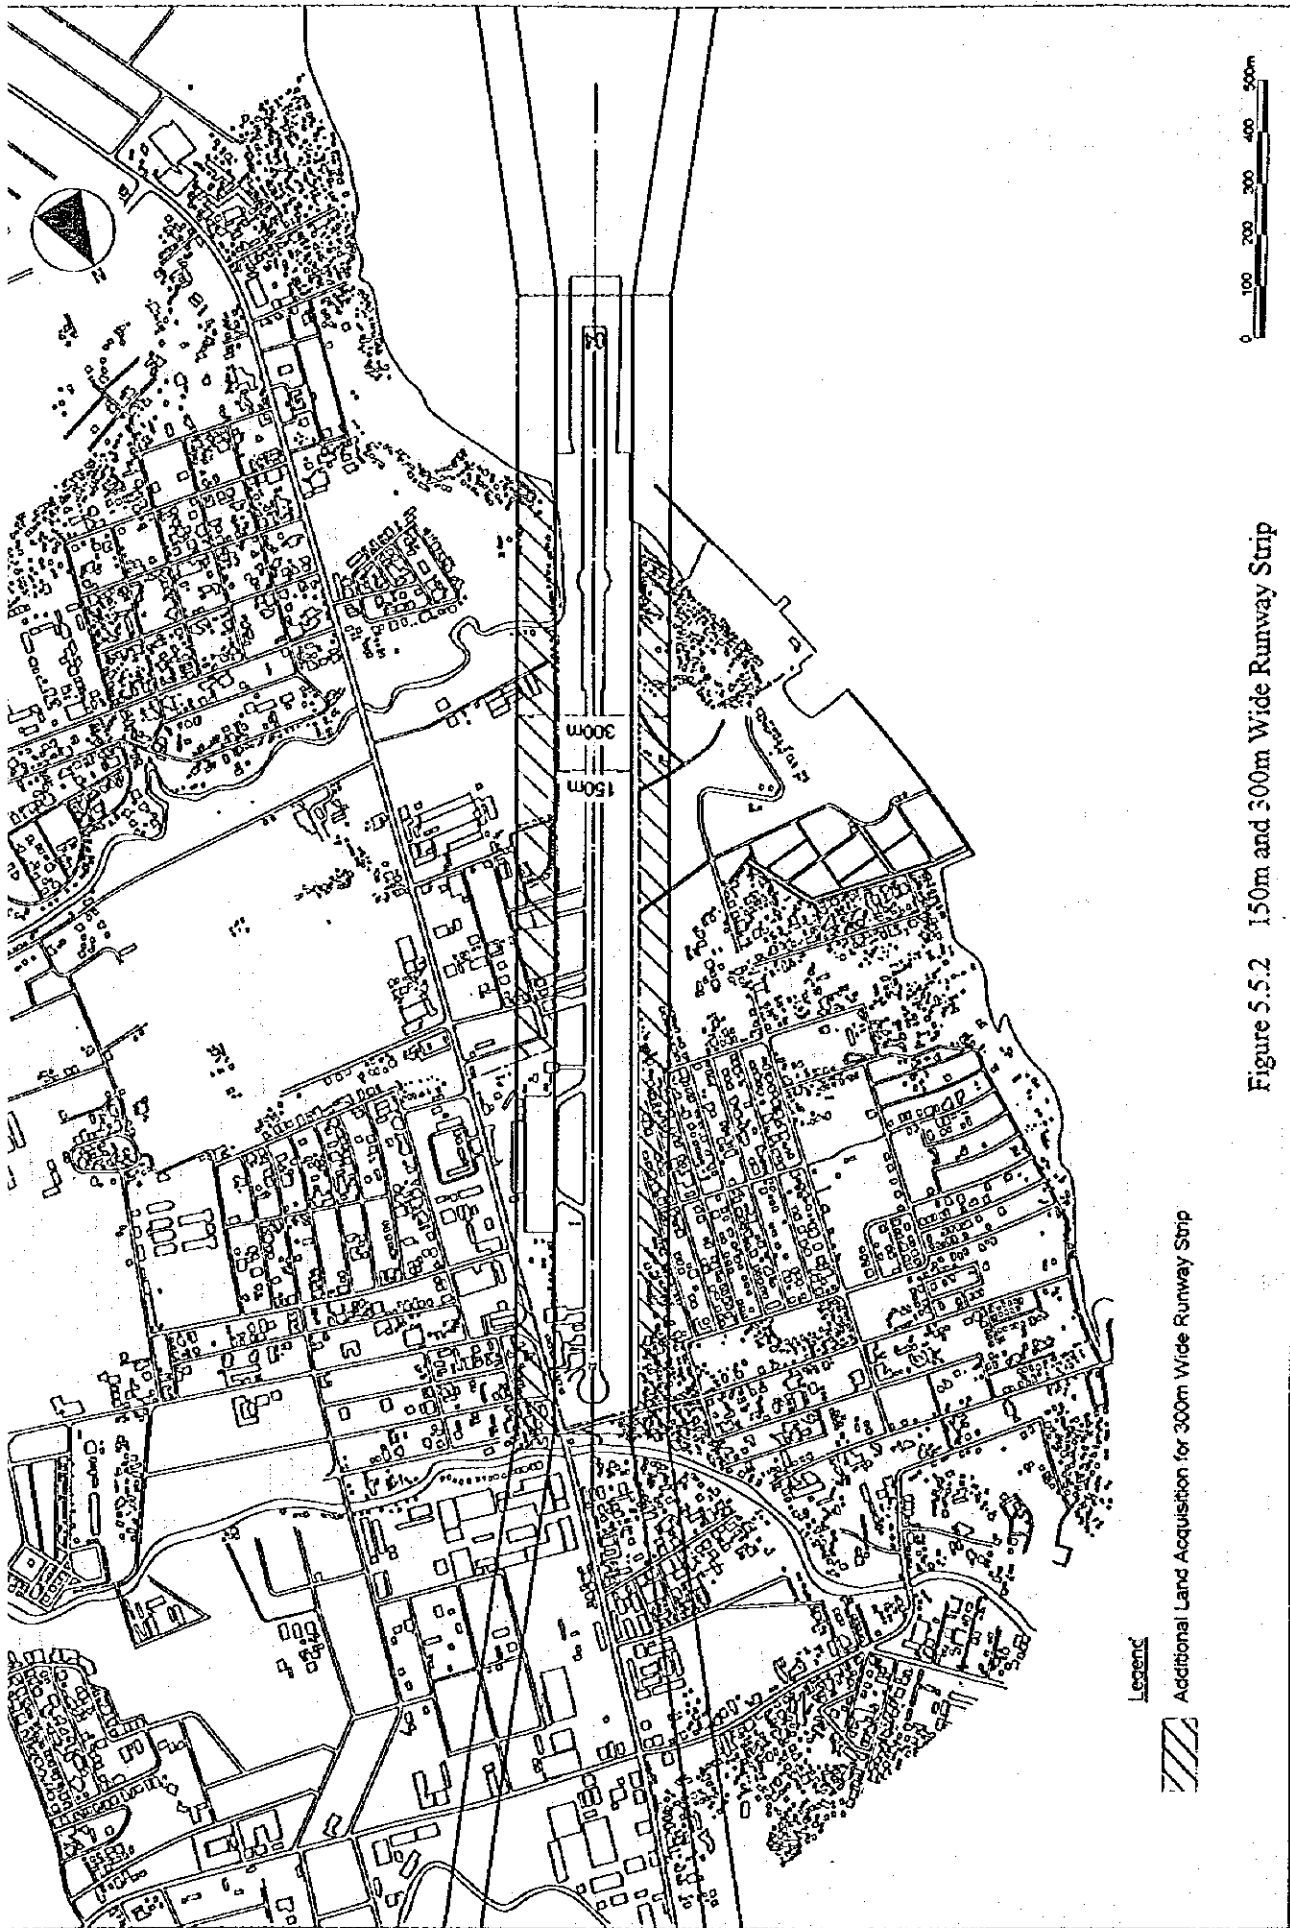 N
04
300m
150m
0 100 200 300 400 500m
Legend
Additional Land Acquisition for 300m Wide Runway Strip
Figure 5.5.2 150m and 300m Wide Runway Strip